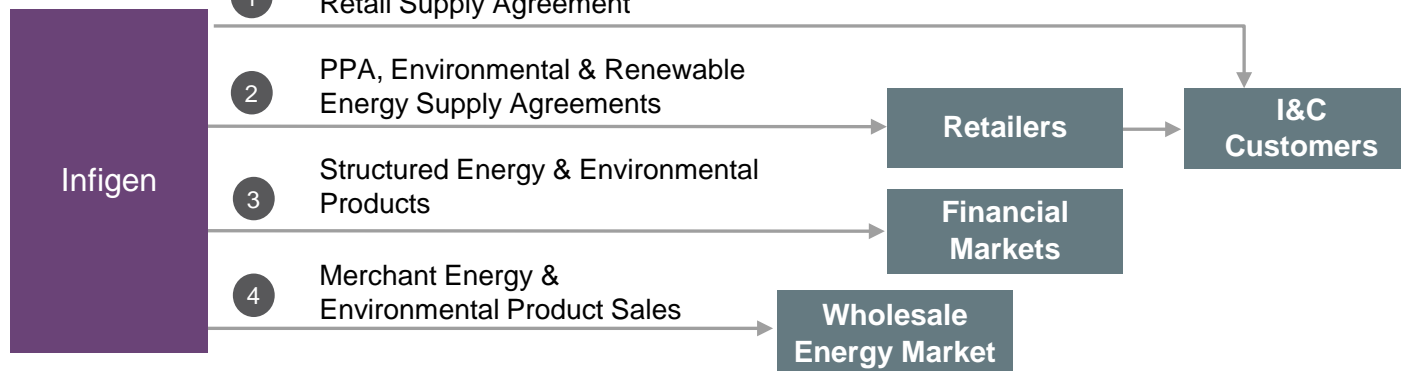 1
Retail Supply Agreement
PPA, Environmental & Renewable
2
Energy Supply Agreements
Retailers
I&C
Customers
Infigen
Structured Energy & Environmental
3
Products
Financial
Markets
Merchant Energy &
4
Environmental Product Sales
Wholesale
Energy Market